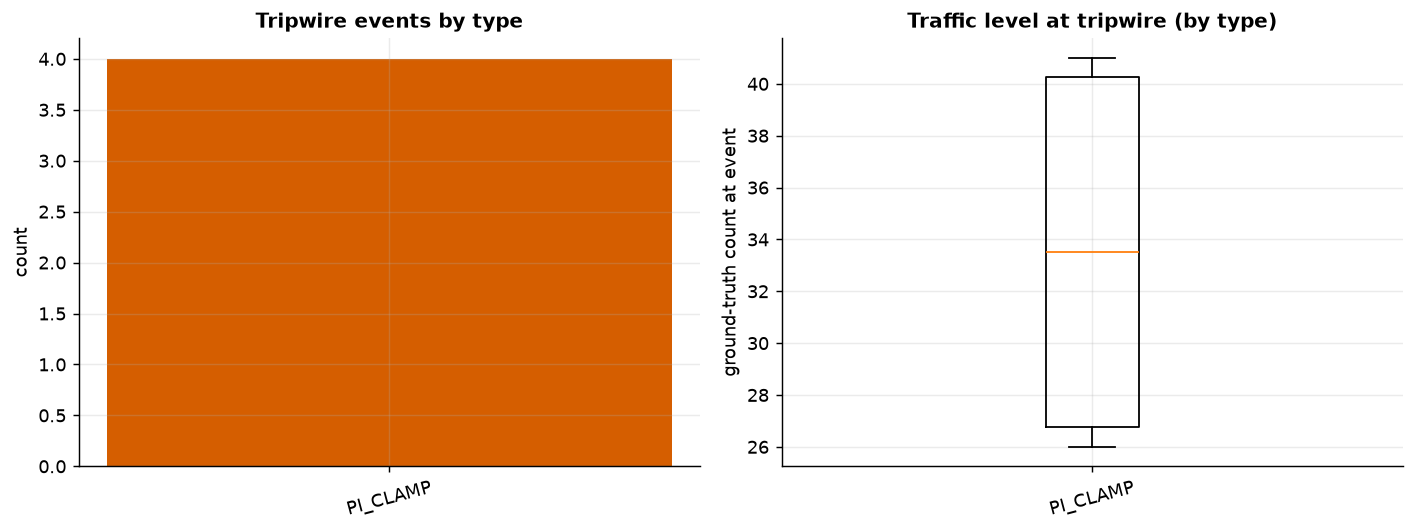 Tripwire events by type
count
4.0
3.5
3.0
2.5
2.0
1.5
1.0
0.5
0.0
PI_CLAMP
Traffic level at tripwire (by type)
ground-truth count at event
40
38
36
34
32
30
28
26
PI_CLAMP